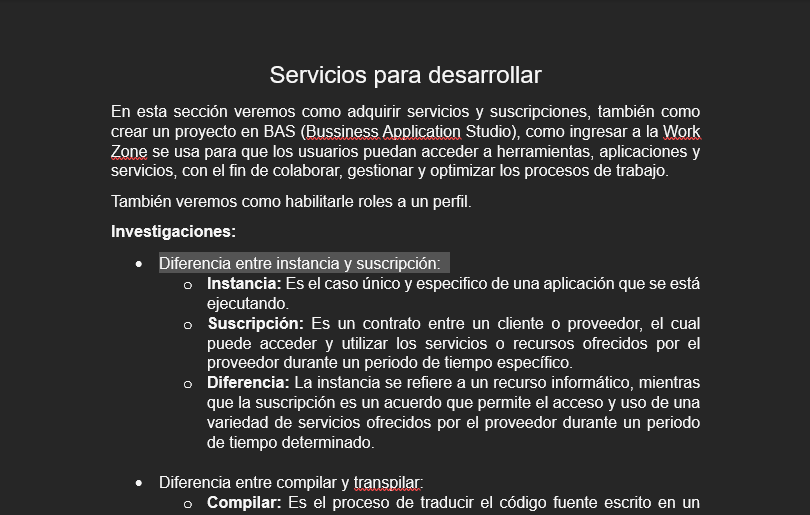 Servicios para desarrollar
En esta sección veremos como adquirir servicios y suscripciones, también como
crear un proyecto en BAS (Bussiness Application Studio), como ingresar a la Work
Zone se usa para que los usuarios puedan acceder a herramientas, aplicaciones y
servicios, con el fin de colaborar, gestionar y optimizar los procesos de trabajo.
También veremos como habilitarle roles a un perfil.
Investigaciones:
• Diferencia entre instancia y suscripción:
o Instancia: Es el caso único y especifico de una aplicación que se está
ejecutando.
o Suscripción: Es un contrato entre un cliente o proveedor, el cual
puede acceder y utilizar los servicios o recursos ofrecidos por el
proveedor durante un periodo de tiempo específico.
o Diferencia: La instancia se refiere a un recurso informático, mientras
que la suscripción es un acuerdo que permite el acceso y uso de una
variedad de servicios ofrecidos por el proveedor durante un periodo
de tiempo determinado.
• Diferencia entre compilar y transpilar:
o Compilar: Es el proceso de traducir el código fuente escrito en un